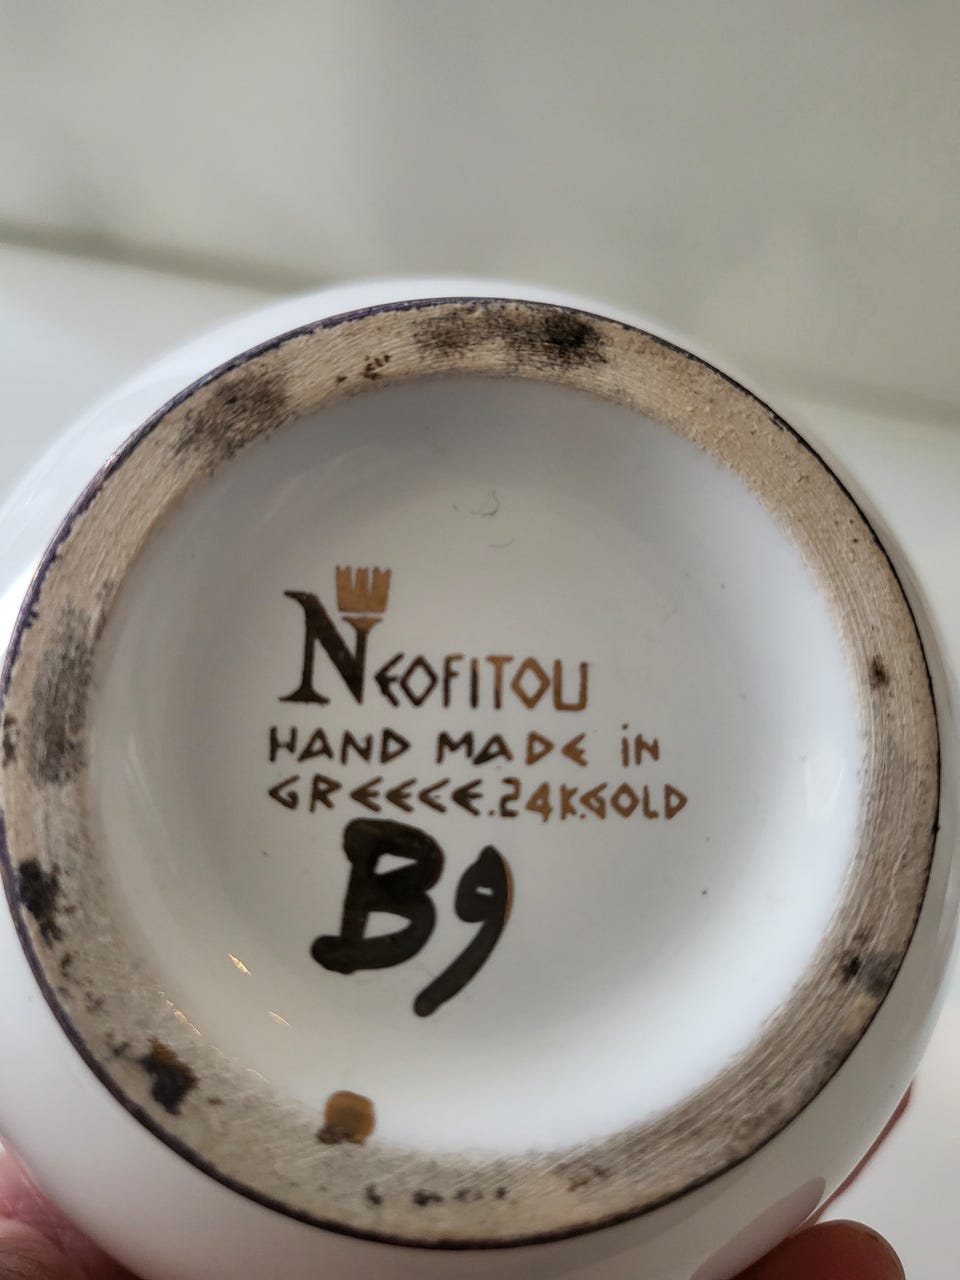 NEOFITOU
HAND MADE iN
GREECE.24K.GOLD
B9